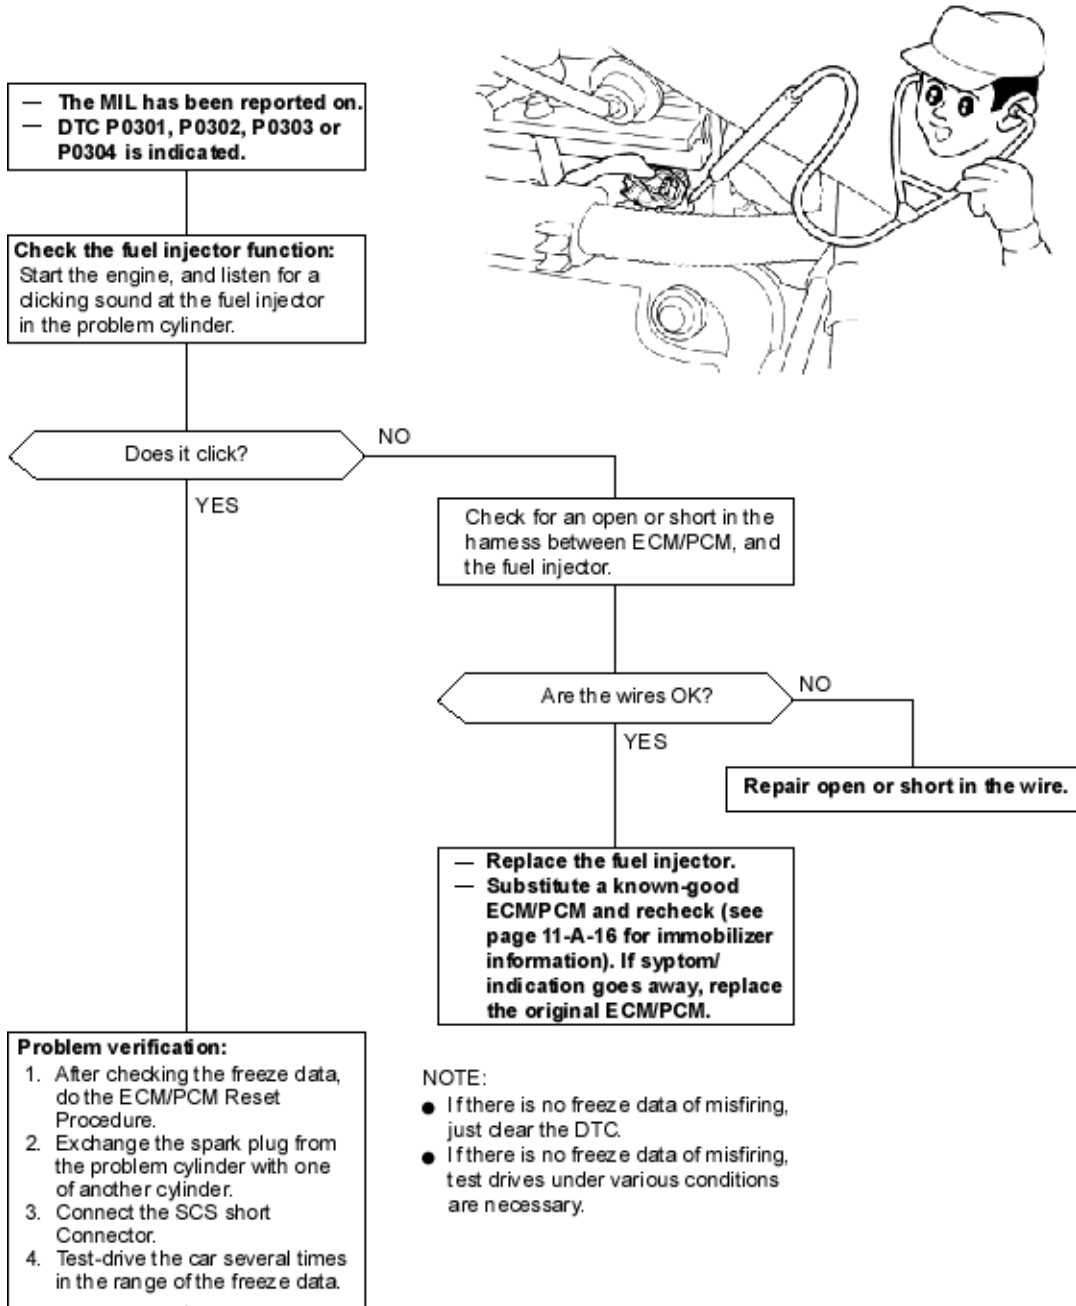 — The MIL has been reported on.
— DTC P0301, P0302, P0303 or
P0304 is indicated.
Check the fuel injector function:
Start the engine, and listen for a
clicking sound at the fuel injector
in the problem cylinder.
Does it click?
NO
YES
Check for an open or short in the
harness between ECM/PCM, and
the fuel injector.
Are the wires OK?
NO
YES
Repair open or short in the wire.
— Replace the fuel injector.
— Substitute a known-good
ECM/PCM and recheck (see
page 11-A-16 for immobilizer
information). If syptom/
indication goes away, replace
the original ECM/PCM.
Problem verification:
1. After checking the freeze data,
do the ECM/PCM Reset
Procedure.
2. Exchange the spark plug from
the problem cylinder with one
of another cylinder.
3. Connect the SCS short
Connector.
4. Test-drive the car several times
in the range of the freeze data.
NOTE:
● If there is no freeze data of misfiring,
just clear the DTC.
● If there is no freeze data of misfiring,
test drives under various conditions
are necessary.